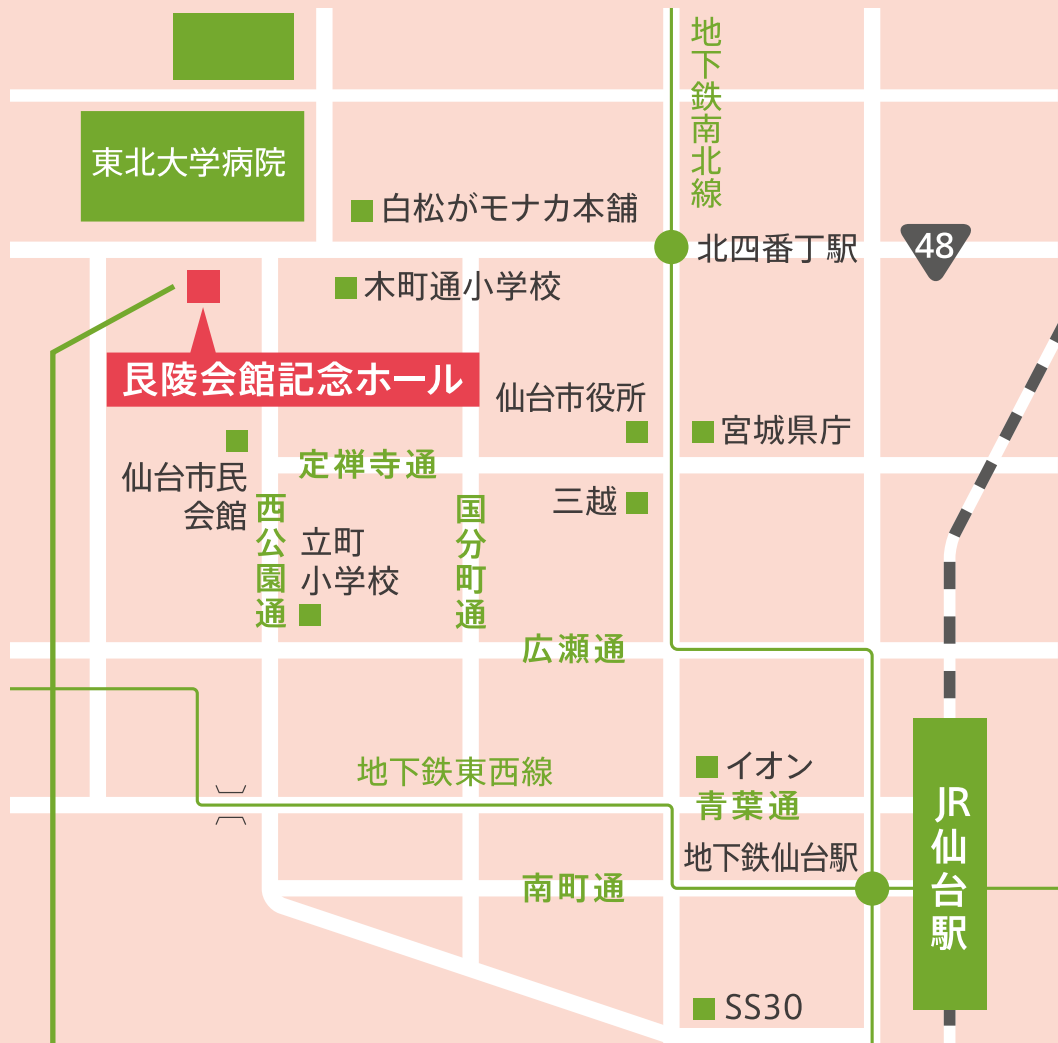 地下鉄南北線
東北大学病院
白松がモナカ本舗
北四番丁駅
48
木町通小学校
艮陵会館記念ホール
仙台市役所
宮城県庁
定禅寺通
仙台市民
会館
西公園通
国分町通
三越
立町
小学校
広瀬通
地下鉄東西線
イオン
青葉通
地下鉄仙台駅
JR仙台駅
南町通
SS30